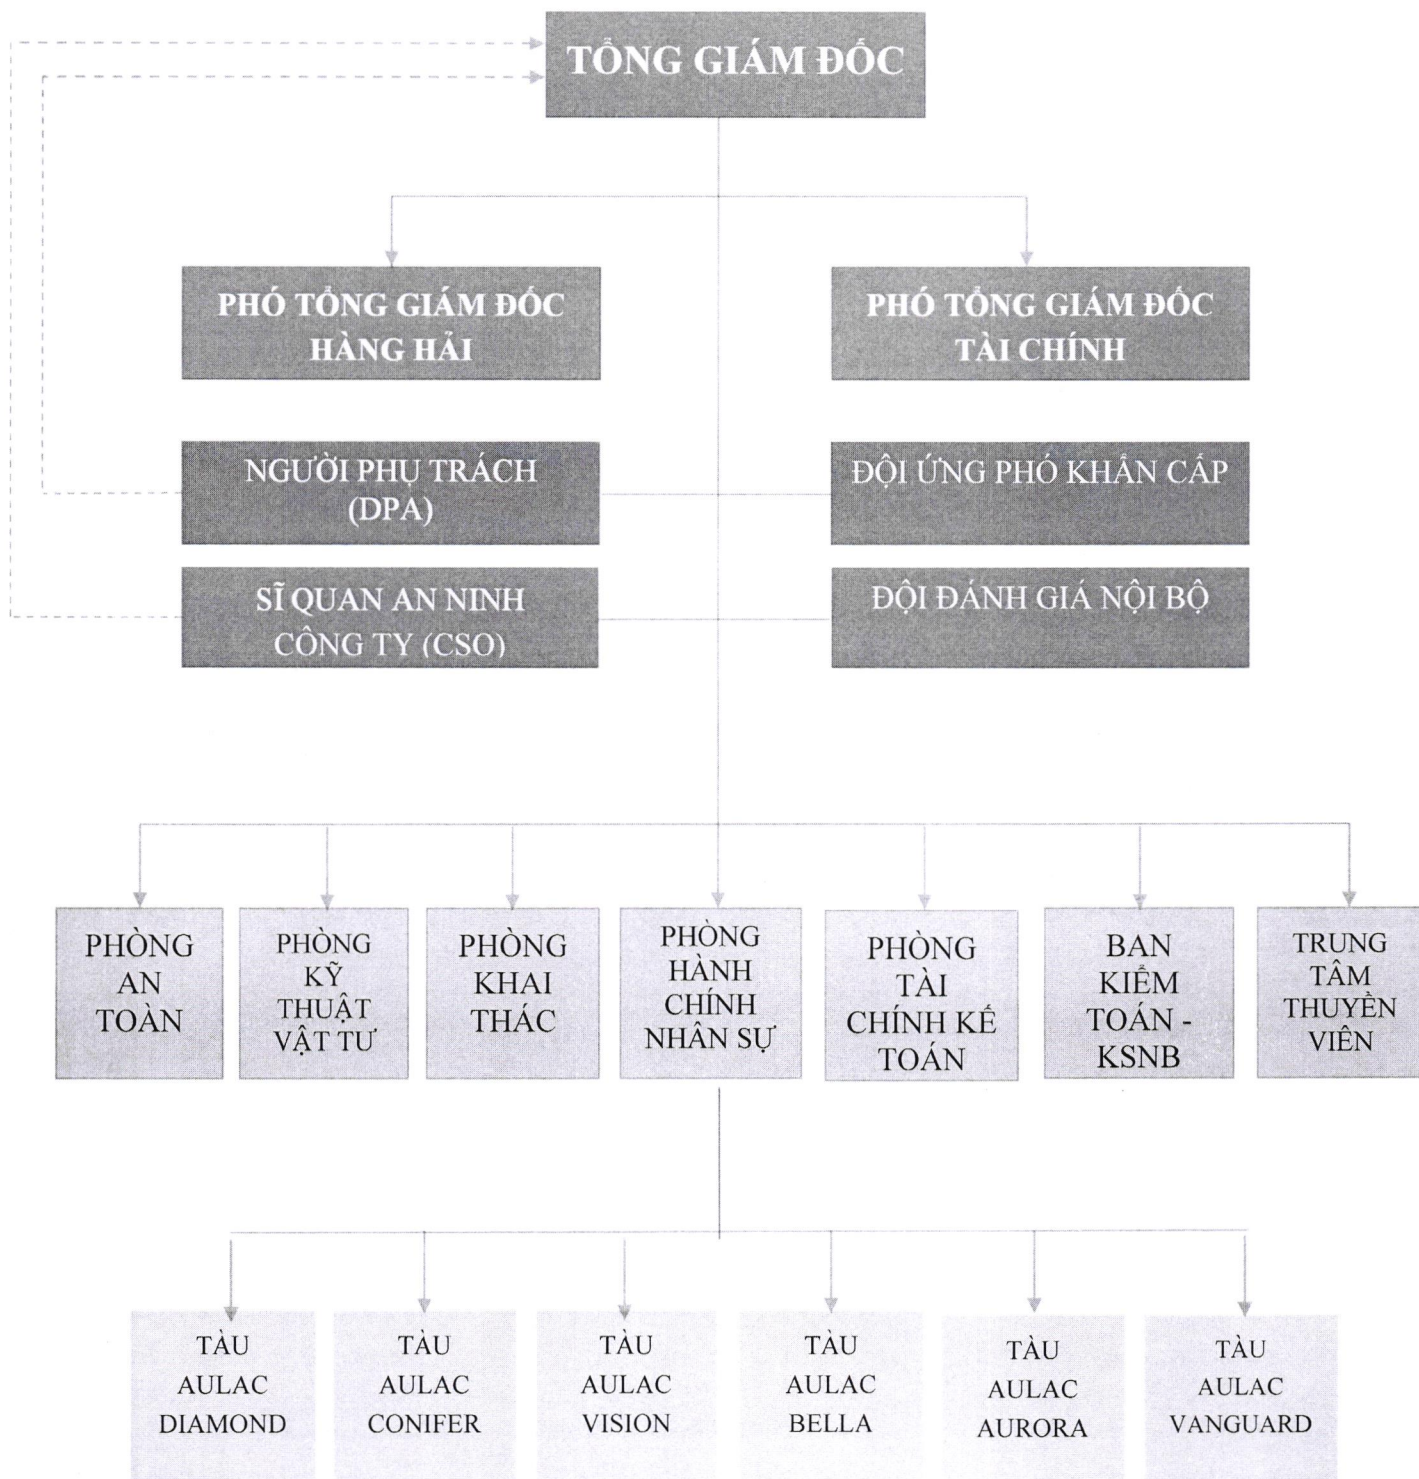 TỔNG GIÁM ĐỐC
PHÓ TỔNG GIÁM ĐỐC
HÀNG HẢI
PHÓ TỔNG GIÁM ĐỐC
TÀI CHÍNH
NGƯỜI PHỤ TRÁCH
(DPA)
ĐỘI ỨNG PHÓ KHẨN CẤP
SĨ QUAN AN NINH
CÔNG TY (CSO)
ĐỘI ĐÁNH GIÁ NỘI BỘ
PHÒNG
AN
TOÀN
PHÒNG
KỸ
THUẬT
VẬT TƯ
PHÒNG
KHAI
THÁC
PHÒNG
HÀNH
CHÍNH
NHÂN SỰ
PHÒNG
TÀI
CHÍNH KẾ
TOÁN
BAN
KIỂM
TOÁN -
KSNB
TRUNG
TÂM
THUYỀN
VIÊN
TÀU
AULAC
DIAMOND
TÀU
AULAC
CONIFER
TÀU
AULAC
VISION
TÀU
AULAC
BELLA
TÀU
AULAC
AURORA
TÀU
AULAC
VANGUARD